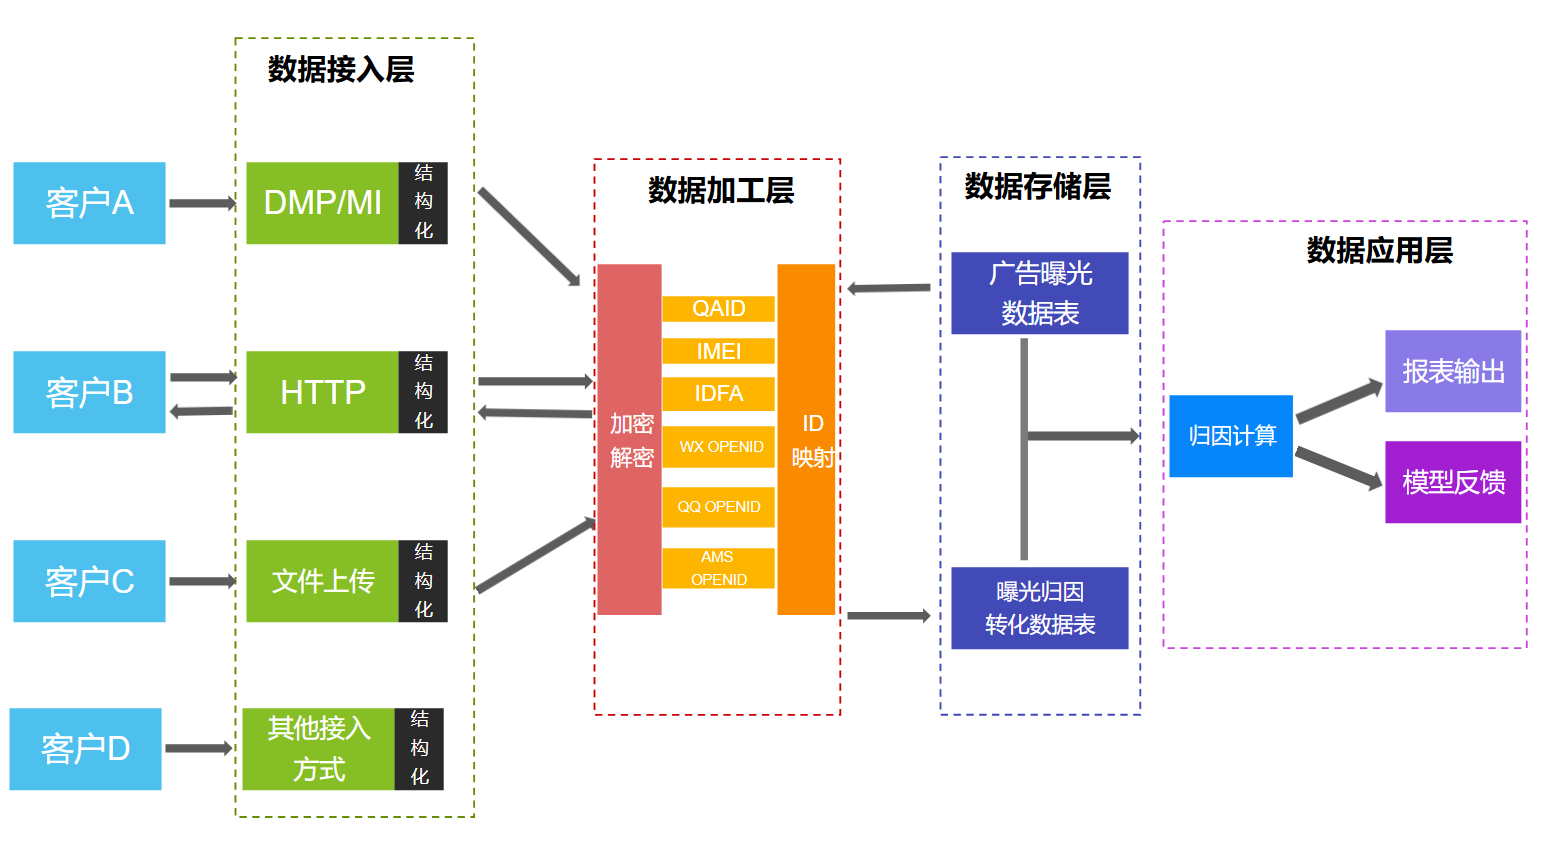 数据接入层
客户A
DMP/MI
结
构
化
客户B
HTTP
结
构
化
客户C
文件上传
结
构
化
客户D
其他接入
方式
结
构
化
数据加工层
加密
解密
QAID
IMEI
IDFA
WX OPENID
QQ OPENID
AMS
OPENID
ID
映射
数据存储层
广告曝光
数据表
曝光归因
转化数据表
数据应用层
归因计算
报表输出
模型反馈